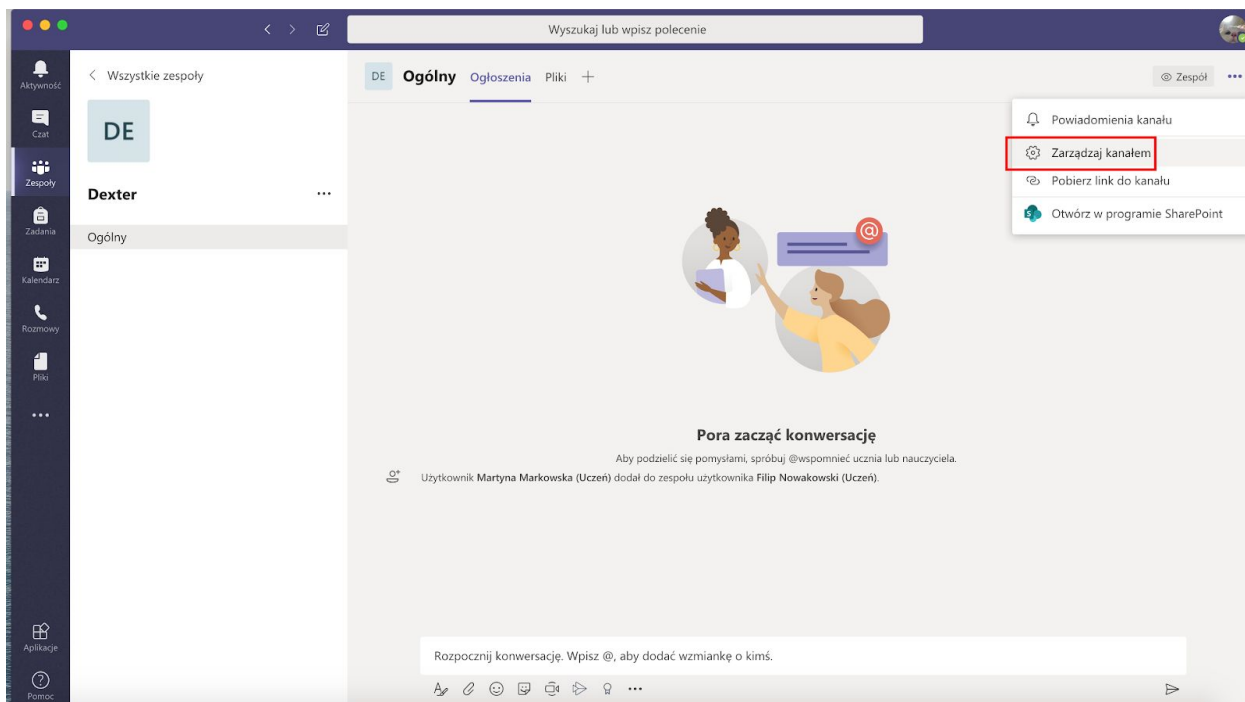 Wyszukaj lub wpisz polecenie
Aktywność
Czat
Zespoły
Zadania
Kalendarz
Rozmowy
Pliki
Aplikacje
Pomoc
Wszystkie zespoły
DE
Dexter
Ogólny
DE Ogólny Ogłoszenia Pliki
Zespół
Powiadomienia kanału
Zarządzaj kanałem
Pobierz link do kanału
S Otwórz w programie SharePoint
@
Pora zacząć konwersację
Aby podzielić się pomysłami, spróbuj @wspomnieć ucznia lub nauczyciela.
Użytkownik Martyna Markowska (Uczeń) dodał do zespołu użytkownika Filip Nowakowski (Uczeń).
Rozpocznij konwersację. Wpisz @, aby dodać wzmiankę o kimś.